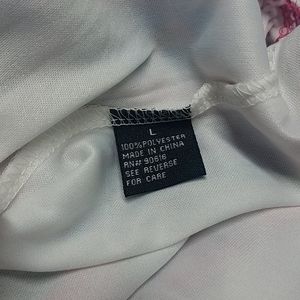 L
100% POLYESTER
MADE IN CHINA
RN# 90616
SEE REVERSE
FOR CARE